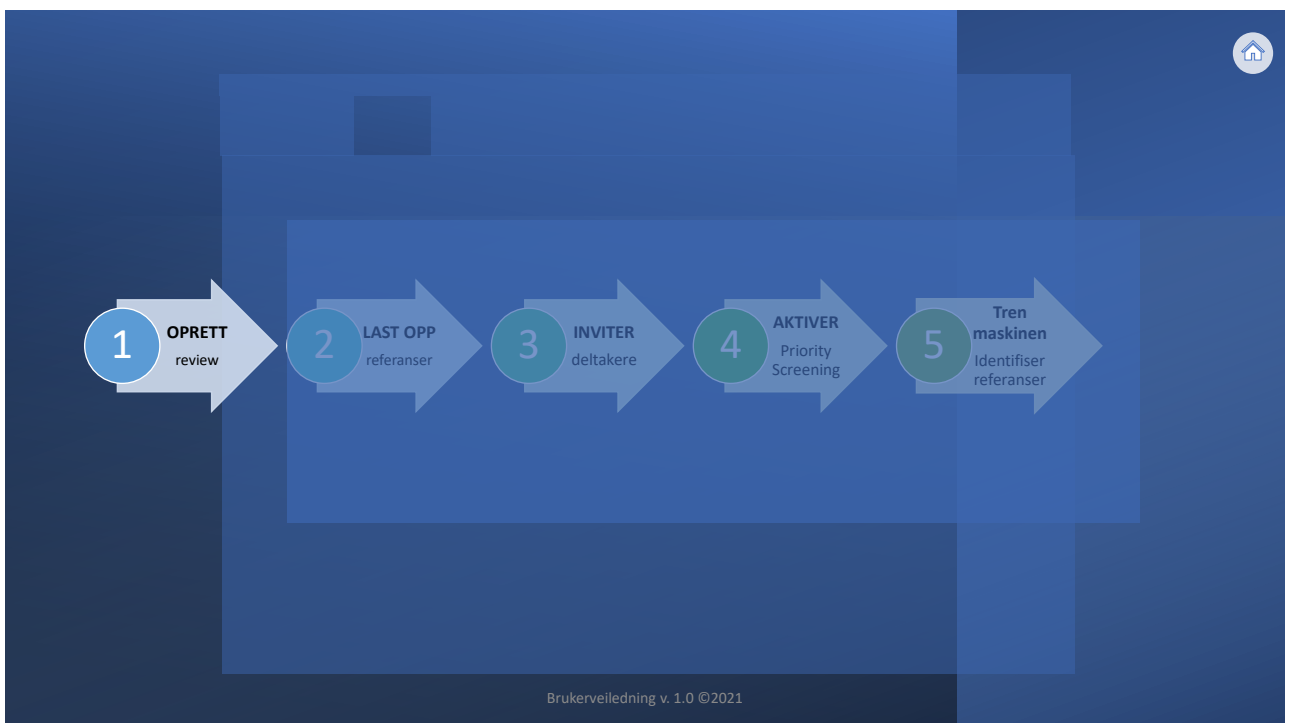 1
OPRETT
review
2
LAST OPP
referanser
3
INVITER
deltakere
4
AKTIVER
Priority
Screening
5
Tren
maskinen
Identifiser
referanser
Brukerveiledning v. 1.0 ©2021